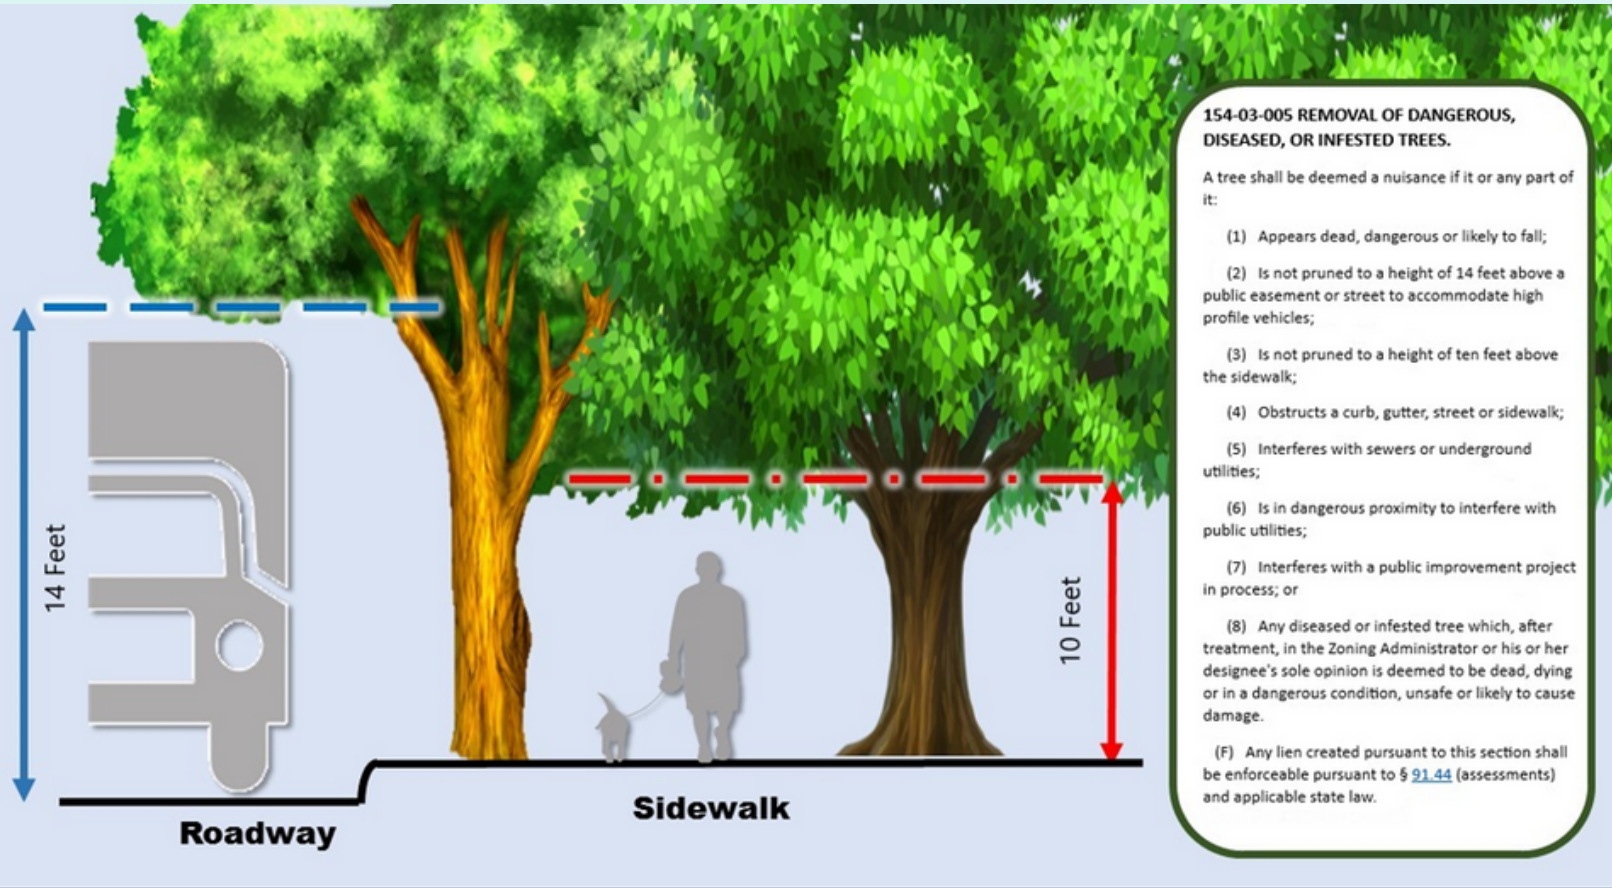 14 Feet
Roadway
Sidewalk
10 Feet
154-03-005 REMOVAL OF DANGEROUS,
DISEASED, OR INFESTED TREES.
A tree shall be deemed a nuisance if it or any part of
it:
(1) Appears dead, dangerous or likely to fall;
(2) Is not pruned to a height of 14 feet above a
public easement or street to accommodate high
profile vehicles;
(3) Is not pruned to a height of ten feet above
the sidewalk;
(4) Obstructs a curb, gutter, street or sidewalk;
(5) Interferes with sewers or underground
utilities;
(6) Is in dangerous proximity to interfere with
public utilities;
(7) Interferes with a public improvement project
in process; or
(8) Any diseased or infested tree which, after
treatment, in the Zoning Administrator or his or her
designee's sole opinion is deemed to be dead, dying
or in a dangerous condition, unsafe or likely to cause
damage.
(F) Any lien created pursuant to this section shall
be enforceable pursuant to § 91.44 (assessments)
and applicable state law.